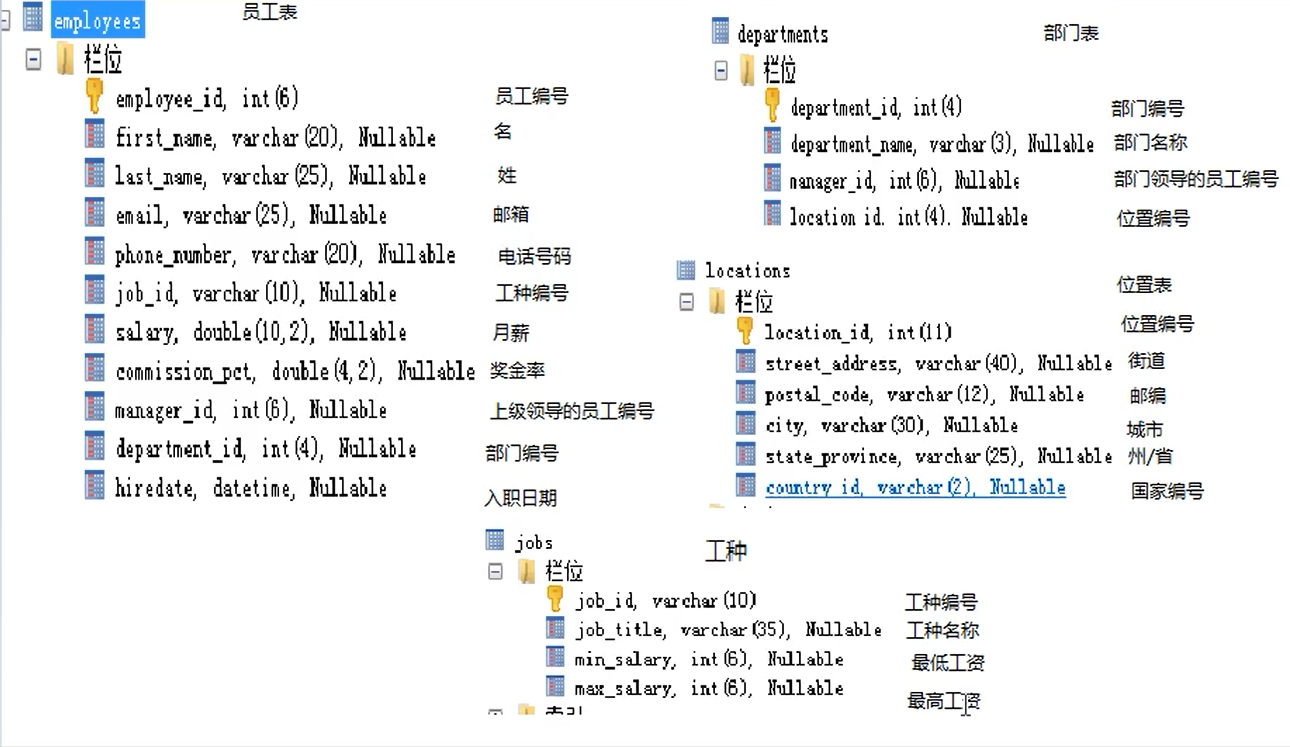 employees 员工表
栏位
employee_id, int(6) 员工编号
first_name, varchar(20), Nullable 名
last_name, varchar(25), Nullable 姓
email, varchar(25), Nullable 邮箱
phone_number, varchar(20), Nullable 电话号码
job_id, varchar(10), Nullable 工种编号
salary, double(10,2), Nullable 月薪
commission_pct, double(4,2), Nullable 奖金率
manager_id, int(6), Nullable 上级领导的员工编号
department_id, int(4), Nullable 部门编号
hiredate, datetime, Nullable 入职日期
departments 部门表
栏位
department_id, int(4) 部门编号
department_name, varchar(3), Nullable 部门名称
manager_id, int(6), Nullable 部门领导的员工编号
location_id, int(4), Nullable 位置编号
locations 位置表
栏位
location_id, int(11) 位置编号
street_address, varchar(40), Nullable 街道
postal_code, varchar(12), Nullable 邮编
city, varchar(30), Nullable 城市
state_province, varchar(25), Nullable 州/省
country_id, varchar(2), Nullable 国家编号
jobs 工种
栏位
job_id, varchar(10) 工种编号
job_title, varchar(35), Nullable 工种名称
min_salary, int(6), Nullable 最低工资
max_salary, int(6), Nullable 最高工资